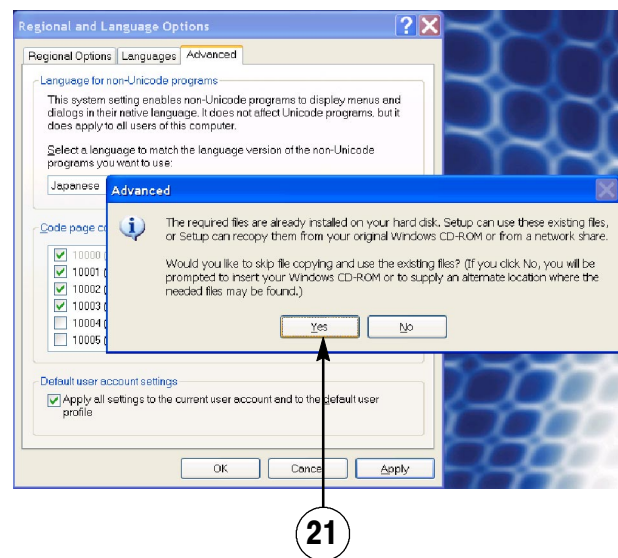 Regional and Language Options
Regional Options Languages Advanced
Language for non-Unicode programs
This system setting enables non-Unicode programs to display menus and
dialogs in their native language. It does not affect Unicode programs, but it
does apply to all users of this computer.
Select a language to match the language version of the non-Unicode
programs you want to use:
Japanese
Advanced
The required files are already installed on your hard disk. Setup can use these existing files,
or Setup can recopy them from your original Windows CD-ROM or from a network share.
Would you like to skip file copying and use the existing files? (If you click No, you will be
prompted to insert your Windows CD-ROM or to supply an alternate location where the
needed files may be found.)
Yes No
Code page
10000
10001
10002
10003
10004
10005
Default user account settings
Apply all settings to the current user account and to the default user
profile
OK Cancel Apply
21